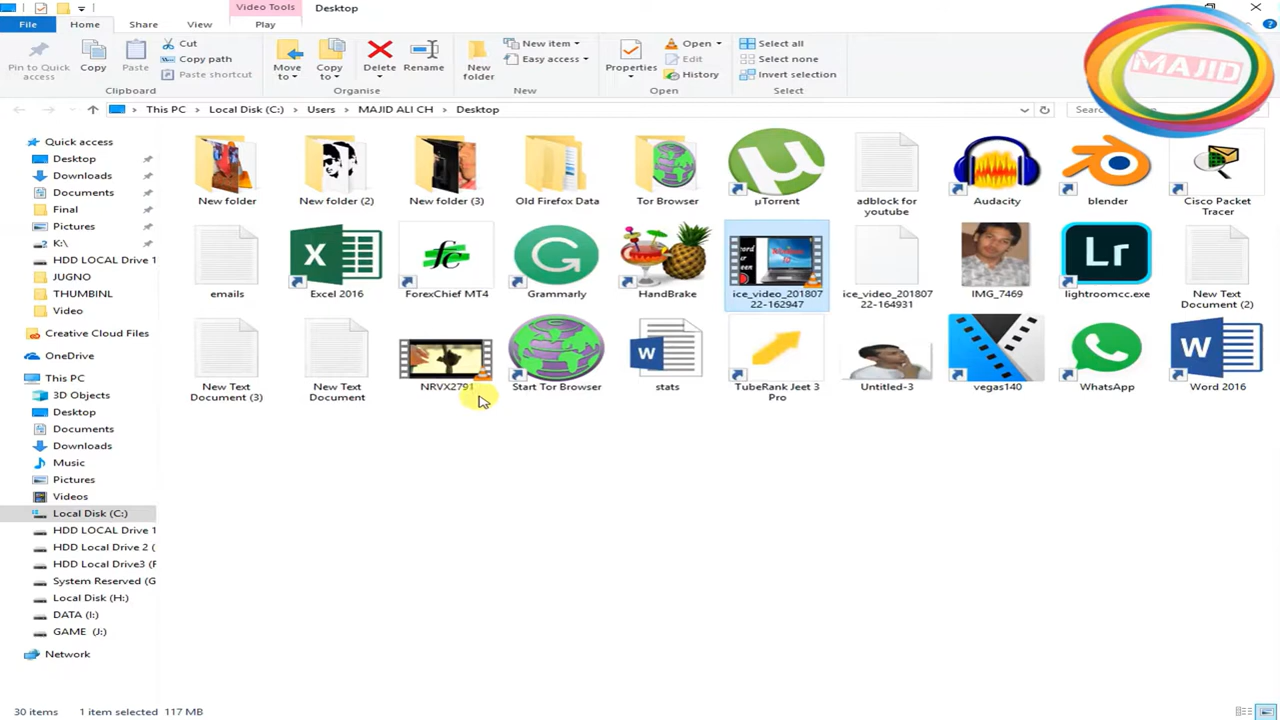 Video Tools
Desktop
File
Home
Share
View
Play
Pin to Quick access
Copy
Paste
Cut
Copy path
Paste shortcut
Clipboard
Move to
Copy to
Delete
Rename
Organise
New folder
New item
Easy access
New
Properties
Open
Edit
History
Open
Select all
Select none
Invert selection
Select
MAJID
This PC
Local Disk (C:)
Users
MAJID ALI CH
Desktop
Quick access
Desktop
Downloads
Documents
Final
Pictures
K:\
HDD LOCAL Drive 1
JUGNO
THUMBINL
Video
Creative Cloud Files
OneDrive
This PC
3D Objects
Desktop
Documents
Downloads
Music
Pictures
Videos
Local Disk (C:)
HDD LOCAL Drive 1
HDD Local Drive 2 (
HDD Local Drive3 (F
System Reserved (G
Local Disk (H:)
DATA (I:)
GAME (J:)
Network
New folder
New folder (2)
New folder (3)
Old Firefox Data
Tor Browser
µTorrent
adblock for
youtube
Audacity
blender
Cisco Packet
Tracer
emails
Excel 2016
ForexChief MT4
Grammarly
HandBrake
ice_video_201807
22-162947
ice_video_201807
22-164931
IMG_7469
lightroomcc.exe
New Text
Document (2)
New Text
Document (3)
New Text
Document
NRVX2791
Start Tor Browser
stats
TubeRank Jeet 3
Pro
Untitled-3
vegas140
WhatsApp
Word 2016
30 items
1 item selected 117 MB